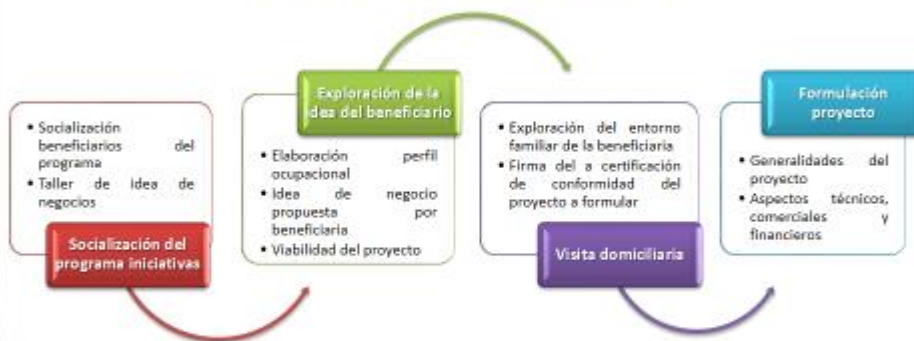 • Socialización
beneficiarios del
programa
• Taller de idea de
negocios
Socialización del
programa iniciativas
Exploración de la
idea del beneficiario
• Elaboración perfil
ocupacional
• Idea de negocio
propuesta por
beneficiaria
• Viabilidad del proyecto
• Exploración del entorno
familiar de la beneficiaria
• Firma del a certificación
de conformidad del
proyecto a formular
Visita domiciliaria
Formulación
proyecto
• Generalidades del
proyecto
• Aspectos técnicos,
comerciales y
financieros